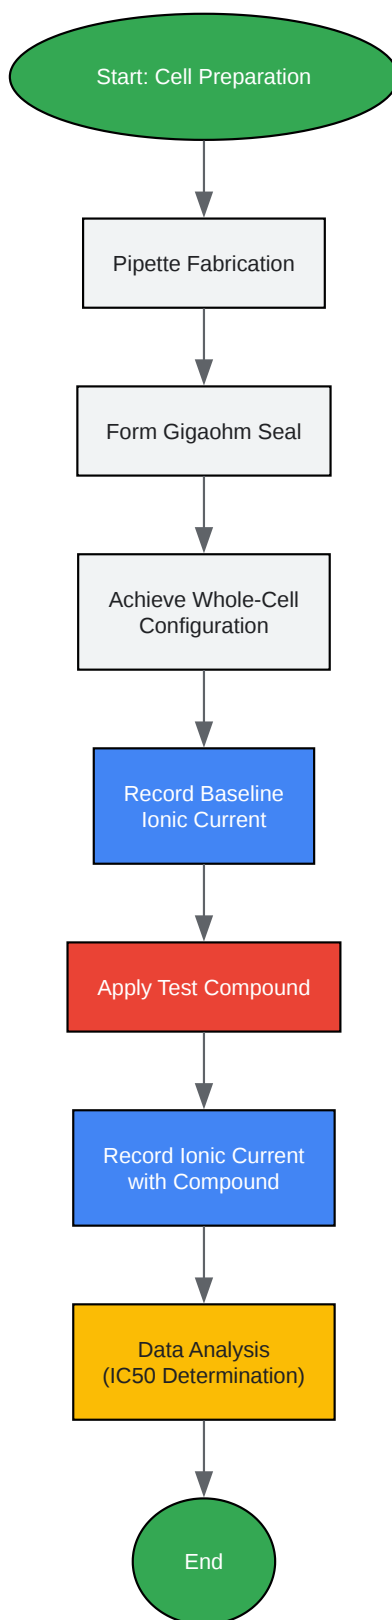 Start: Cell Preparation
Pipette Fabrication
Form Gigaohm Seal
Achieve Whole-Cell
Configuration
Record Baseline
Ionic Current
Apply Test Compound
Record Ionic Current
with Compound
Data Analysis
(IC50 Determination)
End